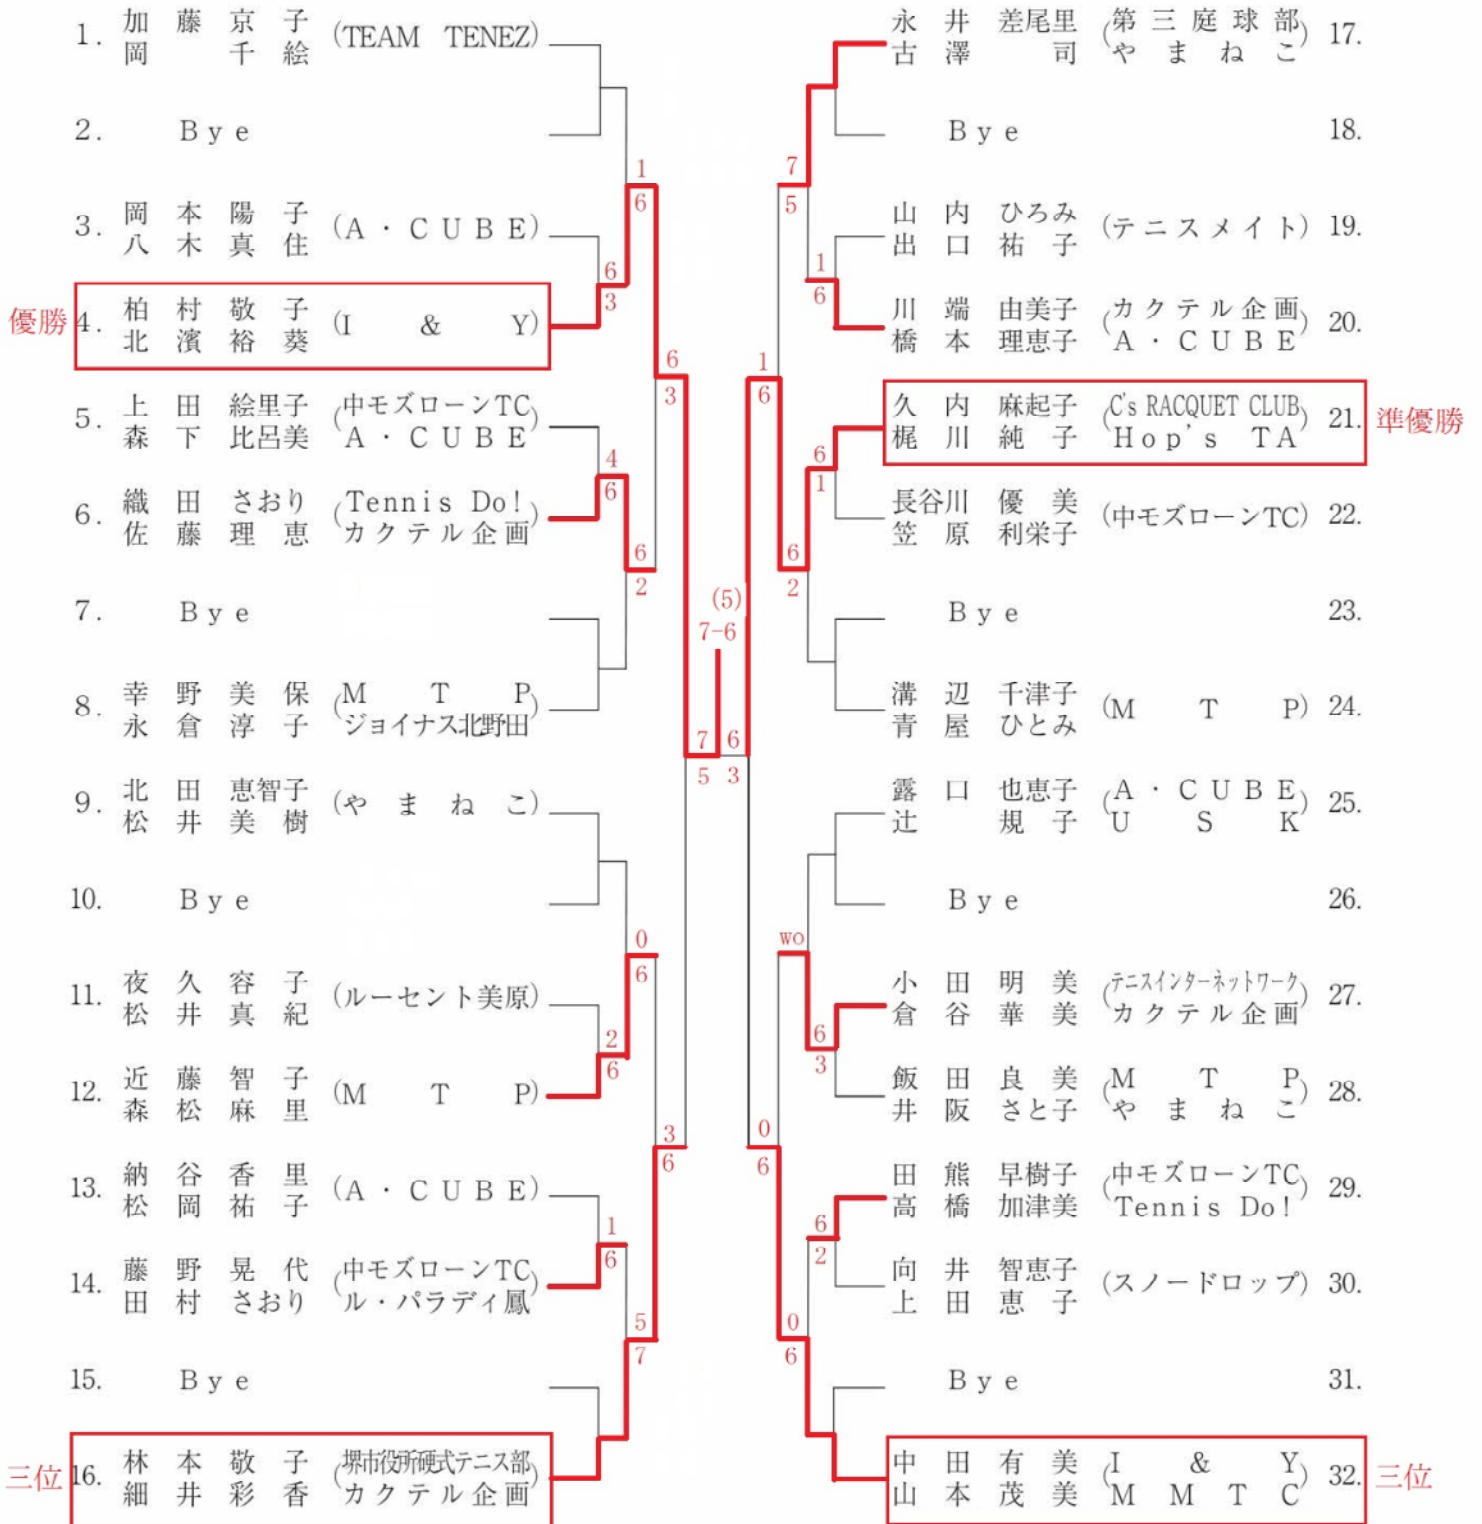 1. 加藤京子 (TEAM TENEZ)
岡千絵
2. Bye
1
6
3. 岡本陽子 (A・CUBE)
八木真住
6
3
優勝 4. 柏村敬子 (I & Y)
北濱裕葵
6
3
5. 上田絵里子 (中モズローンTC
森下比呂美 A・CUBE)
4
6
6. 織田さおり (Tennis Do!
佐藤理恵 カクテル企画)
6
2
7. Bye
8. 幸野美保 (MTP
永倉淳子 ジョイナス北野田)
7
5
9. 北田恵智子 (やまねこ)
松井美樹
10. Bye
0
6
11. 夜久容子 (ルーセント美原)
松井真紀
2
6
12. 近藤智子 (MTP)
森松麻里
3
6
13. 納谷香里 (A・CUBE)
松岡祐子
1
6
14. 藤野晃代 (中モズローンTC
田村さおり ル・パラディ鳳)
5
7
15. Bye
三位 16. 林本敬子 (堺市役所硬式テニス部
細井彩香 カクテル企画)
(5)
7-6
永井差尾里 (第三庭球部 17.
古澤司 やまねこ)
Bye 18.
7
5
山内ひろみ (テニスメイト) 19.
出口祐子
1
6
川端由美子 (カクテル企画 20.
橋本理恵子 A・CUBE)
1
6
久内麻起子 (C's RACQUET CLUB 21. 準優勝
梶川純子 Hop's TA)
6
1
長谷川優美 (中モズローンTC) 22.
笠原利栄子
6
2
Bye 23.
溝辺千津子 (MTP) 24.
青屋ひとみ
6
3
露口也恵子 (A・CUBE 25.
辻規子 USK)
Bye 26.
wo
小田明美 (テニスインターネットワーク 27.
倉谷華美 カクテル企画)
6
3
飯田良美 (MTP 28.
井阪さと子 やまねこ)
0
6
田熊早樹子 (中モズローンTC 29.
高橋加津美 Tennis Do!)
6
2
向井智恵子 (スノードロップ) 30.
上田恵子
0
6
Bye 31.
中田有美 (I & Y 32. 三位
山本茂美 MMTC)